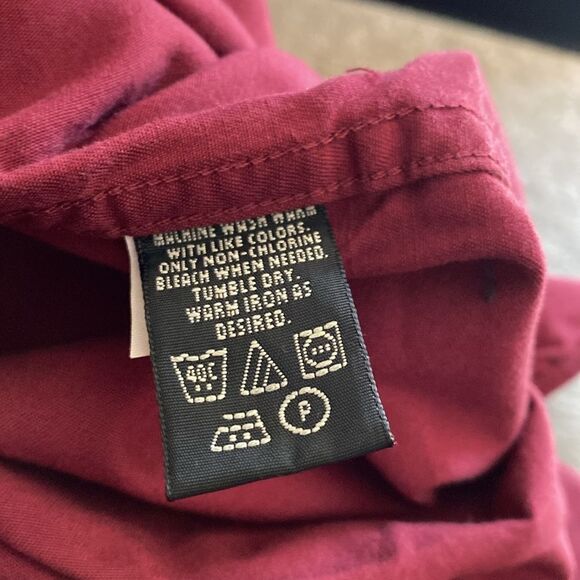 MACHINE WASH WARM
WITH LIKE COLORS.
ONLY NON-CHLORINE
BLEACH WHEN NEEDED.
TUMBLE DRY.
WARM IRON AS
DESIRED.
40C
P